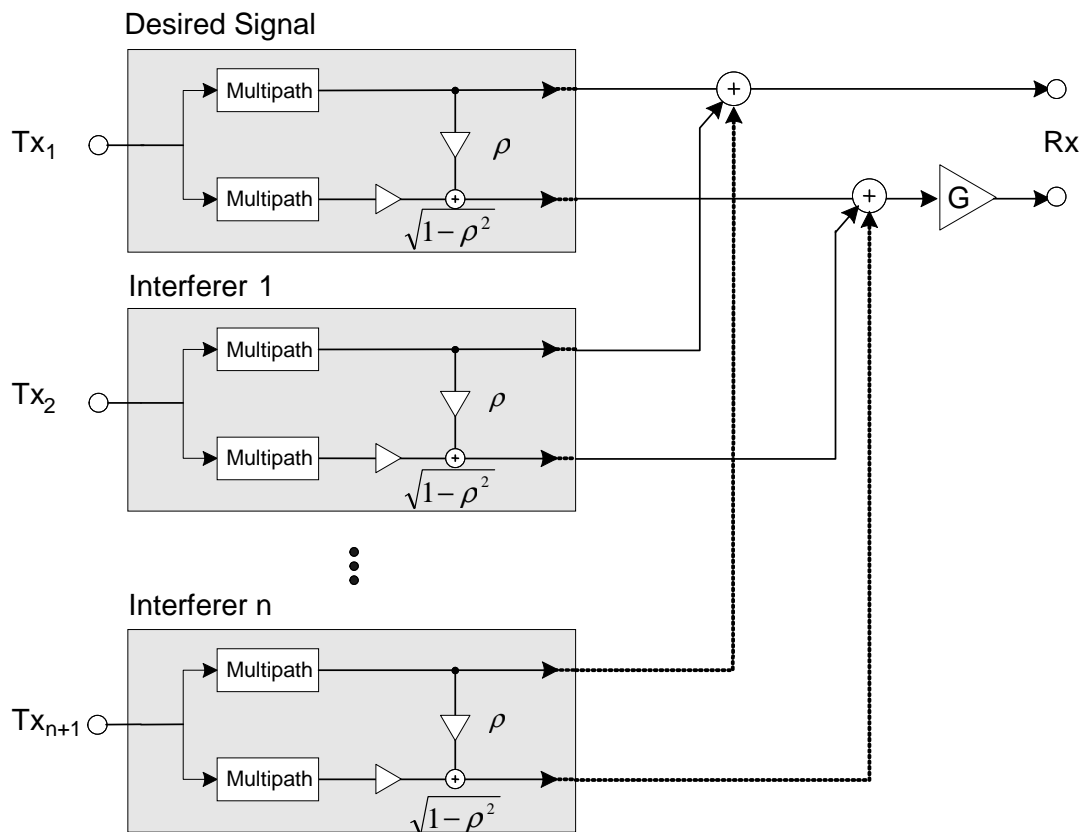 Desired Signal
Multipath
Tx₁
ρ
Rx
Multipath
G
√(1−ρ²)
Interferer 1
Multipath
Tx₂
ρ
Multipath
√(1−ρ²)
Interferer n
Multipath
Txₙ₊₁
ρ
Multipath
√(1−ρ²)